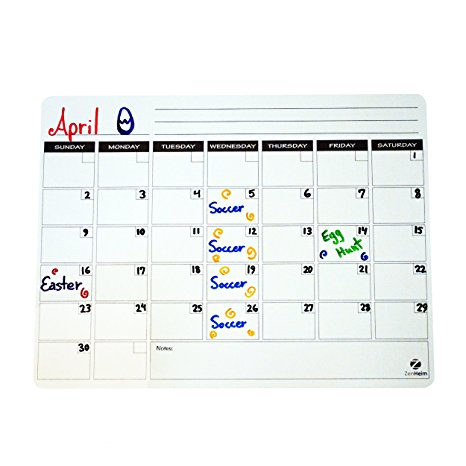 April
SUNDAY MONDAY TUESDAY WEDNESDAY THURSDAY FRIDAY SATURDAY
1
2 3 4 5 6 7 8
Soccer
9 10 11 12 13 14 15
Soccer Egg
Hunt
16 17 18 19 20 21 22
Easter Soccer
23 24 25 26 27 28 29
Soccer
30 Notes:
ZenHeim